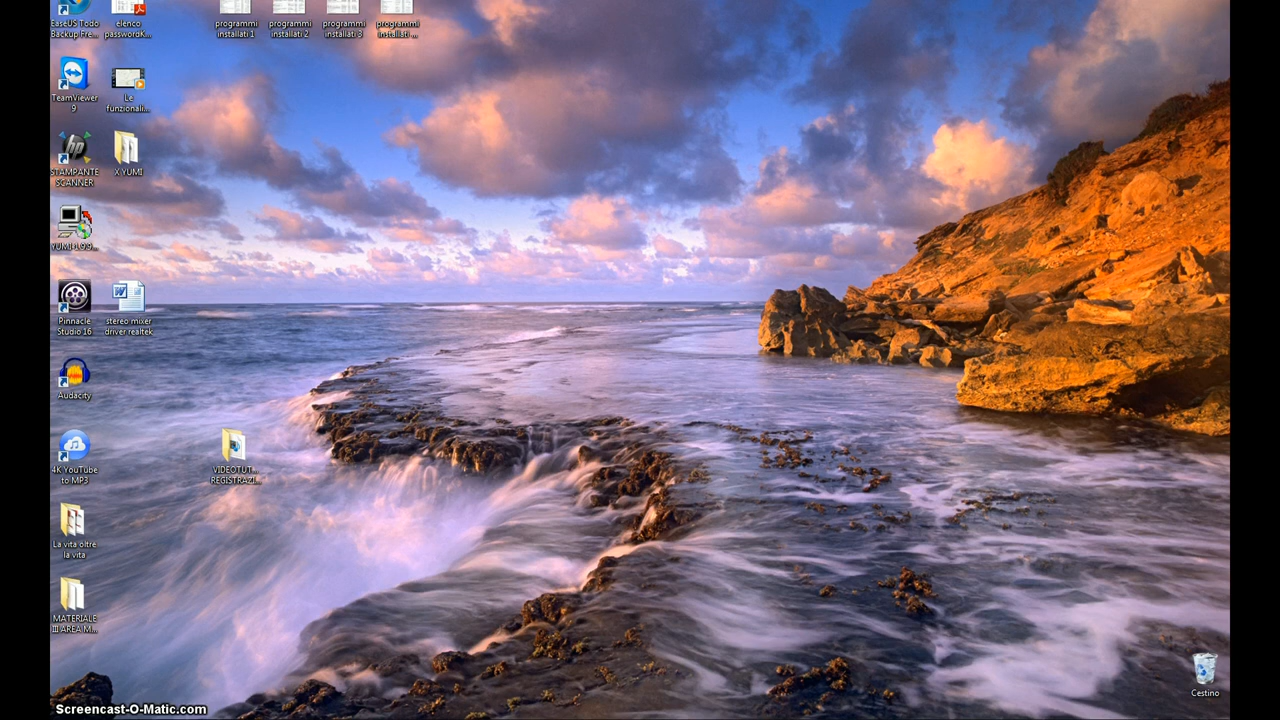 EaseUS Todo
Backup Fre...
elenco
passwordK...
programmi
installati 1
programmi
installati 2
programmi
installati 3
programmi
installati ...
TeamViewer
9
Le
funzionali...
STAMPANTE
SCANNER
X YUMI
Pinnacle
Studio 16
stereo mixer
driver realtek
Audacity
4K YouTube
to MP3
VIDEOTUT...
REGISTRAZI...
La vita oltre
la vita
MATERIALE
III AREA M...
Cestino
Screencast-O-Matic.com